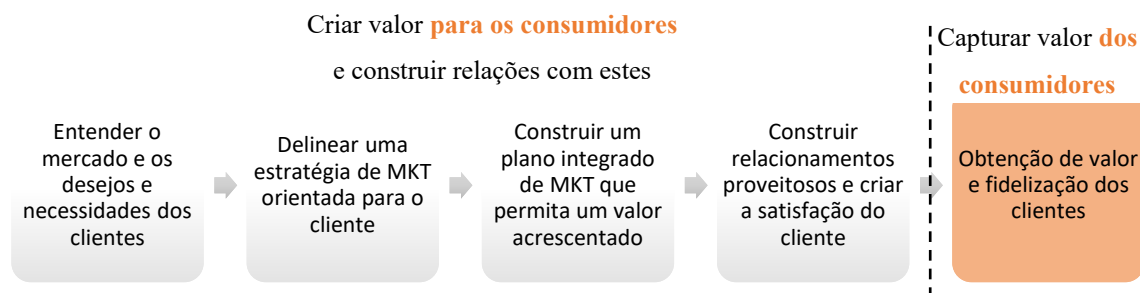 Criar valor para os consumidores
e construir relações com estes
Capturar valor dos
consumidores
Entender o
mercado e os
desejos e
necessidades dos
clientes
Delinear uma
estratégia de MKT
orientada para o
cliente
Construir um
plano integrado
de MKT que
permita um valor
acrescentado
Construir
relacionamentos
proveitosos e criar
a satisfação do
cliente
Obtenção de valor
e fidelização dos
clientes